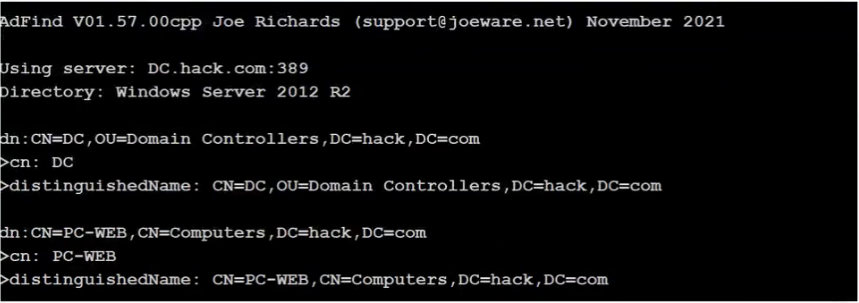 AdFind V01.57.00cpp Joe Richards (support@joeware.net) November 2021
Using server: DC.hack.com:389
Directory: Windows Server 2012 R2
dn:CN=DC,OU=Domain Controllers,DC=hack,DC=com
>cn: DC
>distinguishedName: CN=DC,OU=Domain Controllers,DC=hack,DC=com
dn:CN=PC-WEB,CN=Computers,DC=hack,DC=com
>cn: PC-WEB
>distinguishedName: CN=PC-WEB,CN=Computers,DC=hack,DC=com